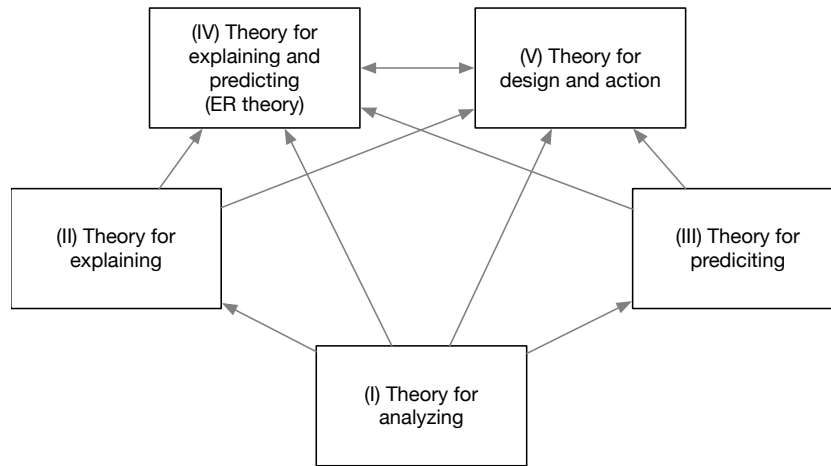 (IV) Theory for
explaining and
predicting
(ER theory)
(V) Theory for
design and action
(II) Theory for
explaining
(III) Theory for
prediciting
(I) Theory for
analyzing